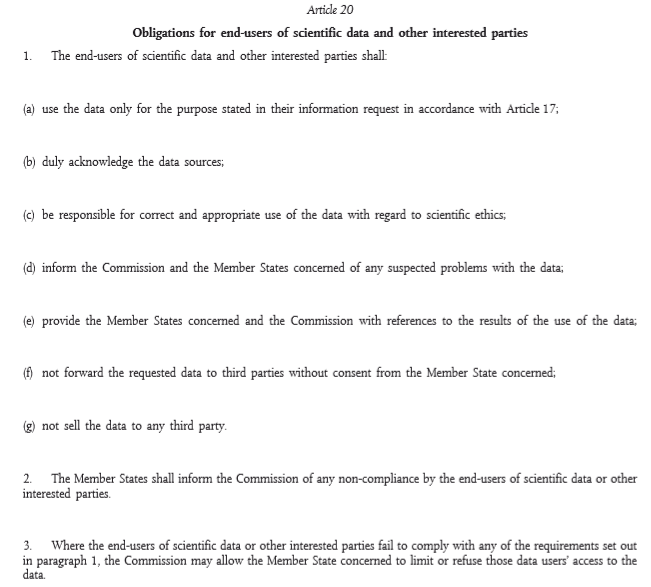 Article 20
Obligations for end-users of scientific data and other interested parties
1. The end-users of scientific data and other interested parties shall:
(a) use the data only for the purpose stated in their information request in accordance with Article 17;
(b) duly acknowledge the data sources;
(c) be responsible for correct and appropriate use of the data with regard to scientific ethics;
(d) inform the Commission and the Member States concerned of any suspected problems with the data;
(e) provide the Member States concerned and the Commission with references to the results of the use of the data;
(f) not forward the requested data to third parties without consent from the Member State concerned;
(g) not sell the data to any third party.
2. The Member States shall inform the Commission of any non-compliance by the end-users of scientific data or other
interested parties.
3. Where the end-users of scientific data or other interested parties fail to comply with any of the requirements set out
in paragraph 1, the Commission may allow the Member State concerned to limit or refuse those data users' access to the
data.